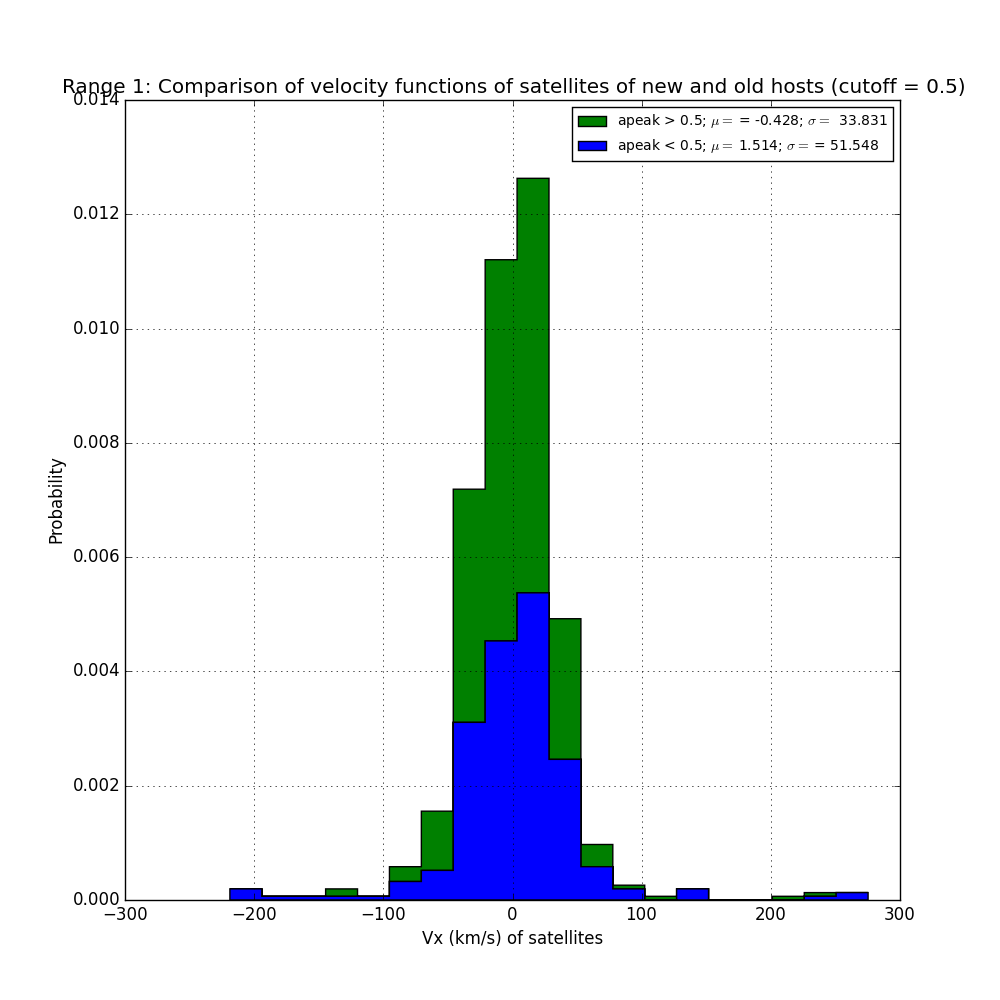 Range 1: Comparison of velocity functions of satellites of new and old hosts (cutoff = 0.5)
apeak > 0.5; μ = = -0.428; σ = 33.831
apeak < 0.5; μ = 1.514; σ = = 51.548
0.014
0.012
0.010
0.008
0.006
0.004
0.002
0.000
Probability
−300 −200 −100 0 100 200 300
Vx (km/s) of satellites